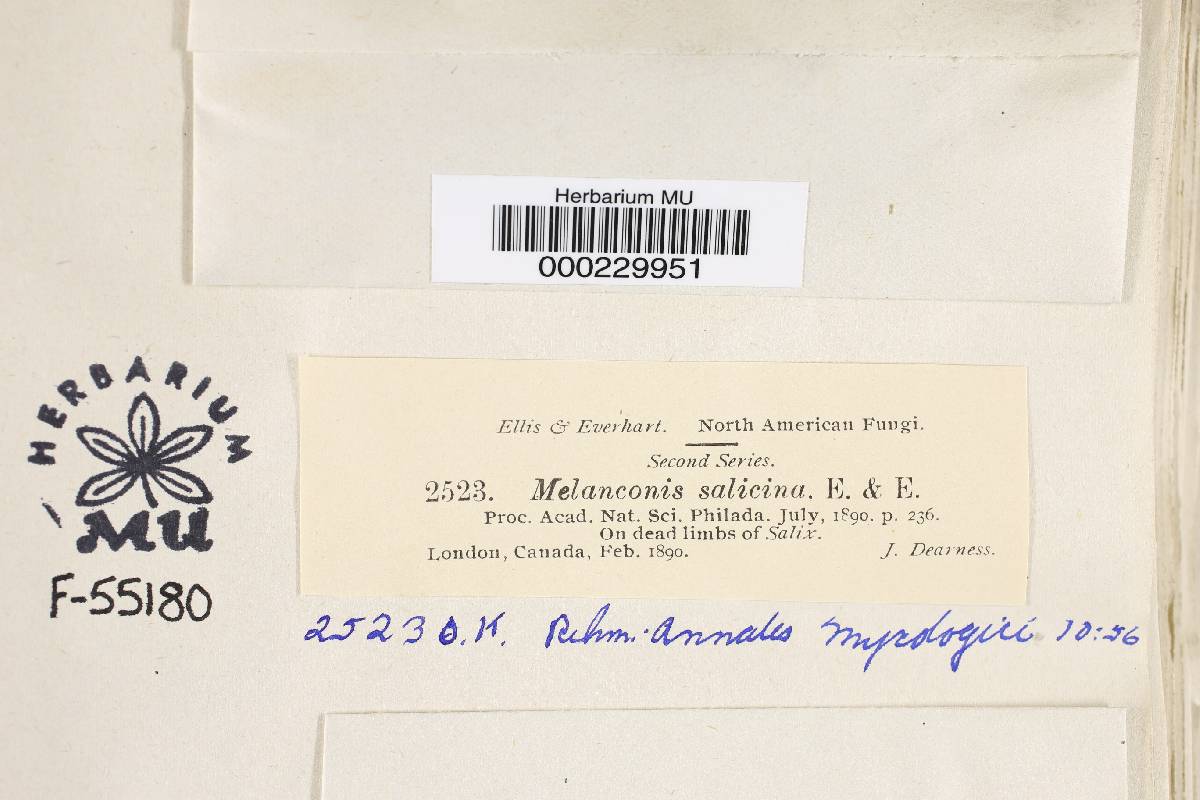 Herbarium MU
000229951
HERBARIUM
MU
F-55180
Ellis & Everhart. North American Fungi.
Second Series.
2523. Melanconis salicina. E. & E.
Proc. Acad. Nat. Sci. Philada. July, 1890. p. 236.
On dead limbs of Salix.
London, Canada, Feb. 1890. J. Dearness.
2523 O.K. Rehm. Annales Mycologici 10:56